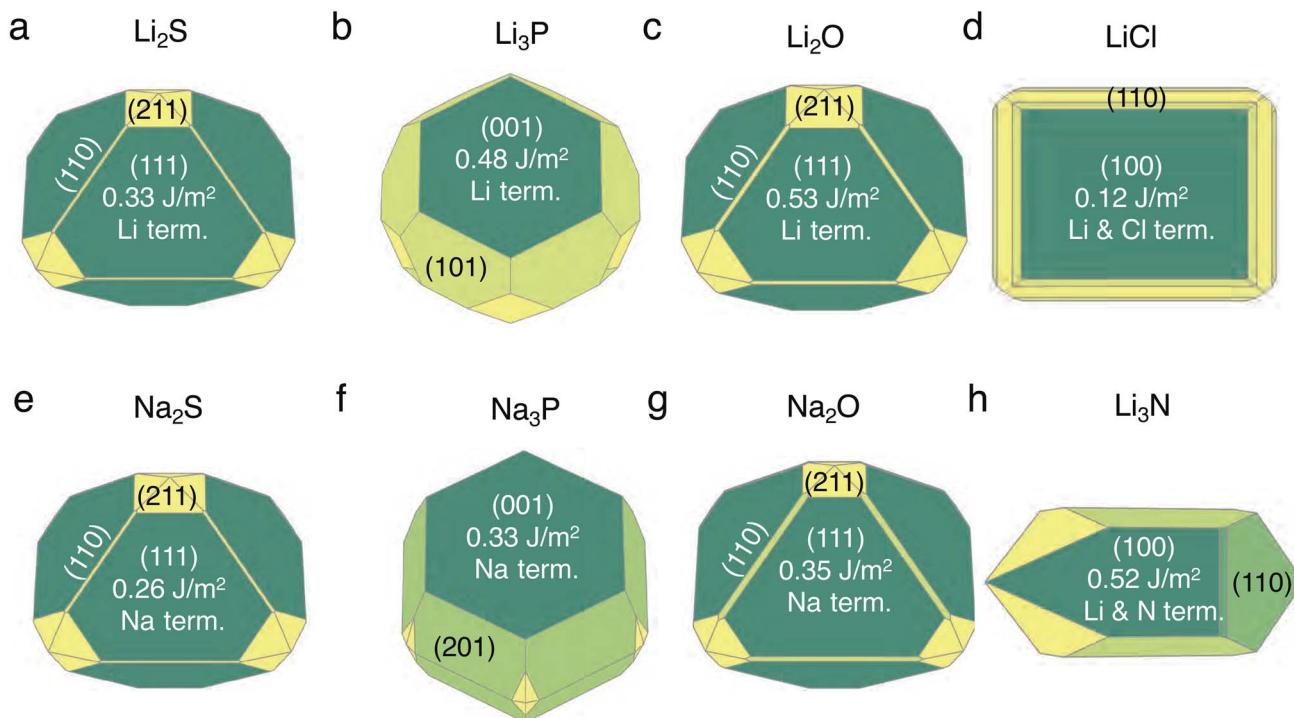 a
Li₂S
(211)
(110)
(111)
0.33 J/m²
Li term.
b
Li₃P
(001)
0.48 J/m²
Li term.
(101)
c
Li₂O
(211)
(110)
(111)
0.53 J/m²
Li term.
d
LiCl
(110)
(100)
0.12 J/m²
Li & Cl term.
e
Na₂S
(211)
(110)
(111)
0.26 J/m²
Na term.
f
Na₃P
(001)
0.33 J/m²
Na term.
(201)
g
Na₂O
(211)
(110)
(111)
0.35 J/m²
Na term.
h
Li₃N
(100)
0.52 J/m²
Li & N term.
(110)